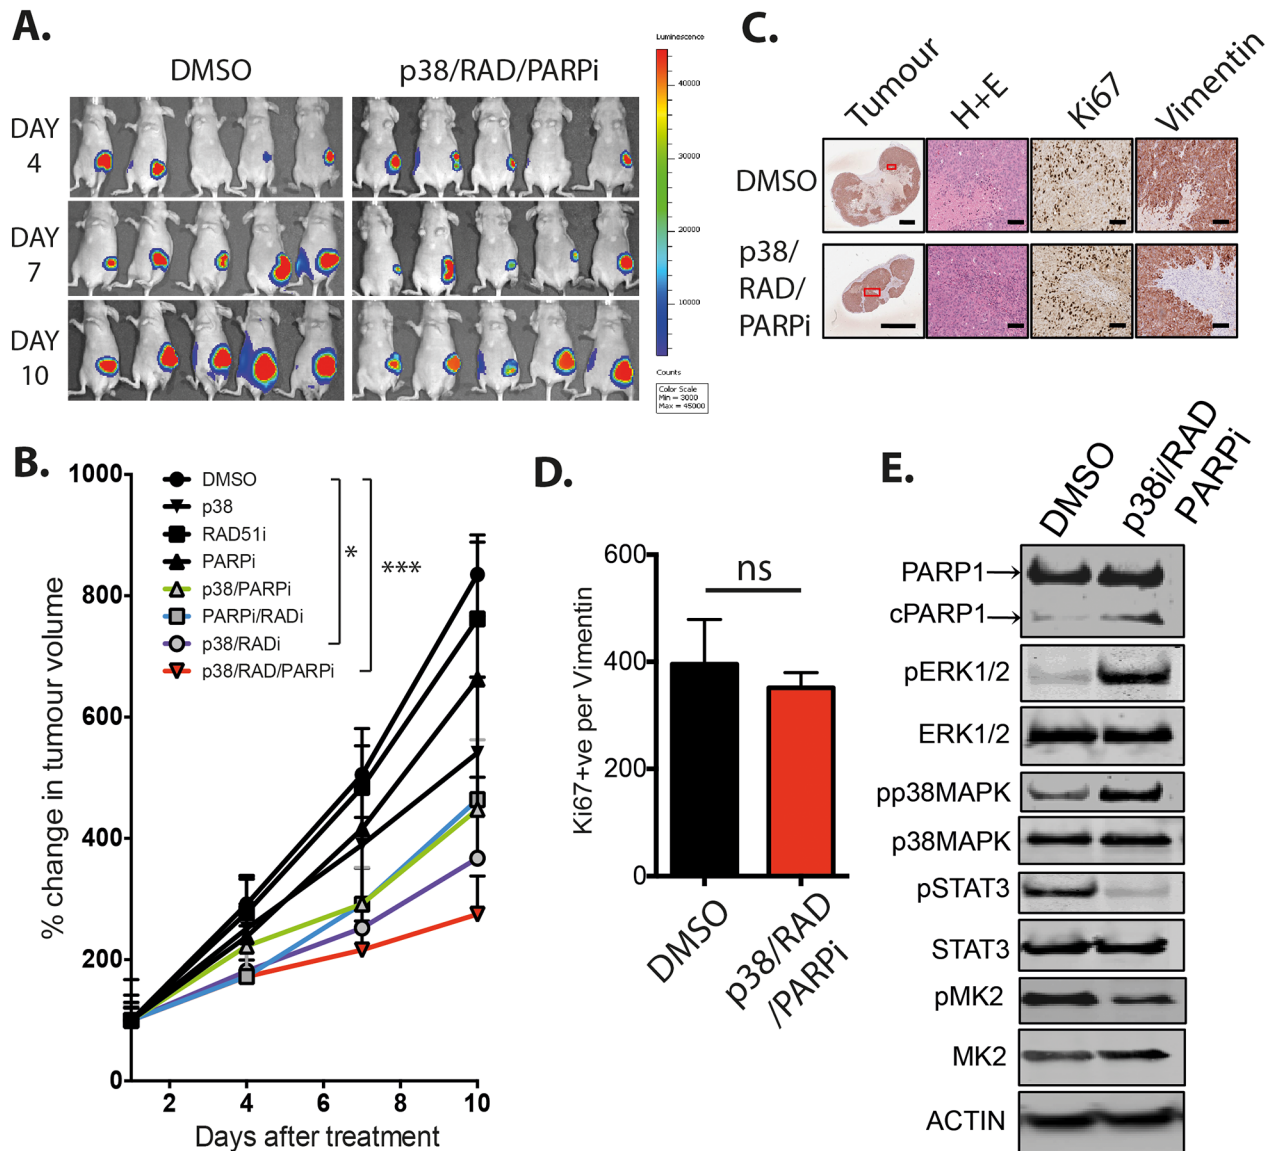 A.
DMSO
p38/RAD/PARPi
DAY
4
DAY
7
DAY
10
Luminescence
40000
30000
20000
10000
Counts
Color Scale
Min = 3000
Max = 45000
C.
Tumour
H+E
Ki67
Vimentin
DMSO
p38/
RAD/
PARPi
B.
1000
800
600
400
200
0
% change in tumour volume
2
4
6
8
10
Days after treatment
DMSO
p38
RAD51i
PARPi
p38/PARPi
PARPi/RADi
p38/RADi
p38/RAD/PARPi
*
***
D.
600
400
200
0
Ki67+ve per Vimentin
ns
DMSO
p38/RAD
/PARPi
E.
DMSO
p38i/RAD
PARPi
PARP1
cPARP1
pERK1/2
ERK1/2
pp38MAPK
p38MAPK
pSTAT3
STAT3
pMK2
MK2
ACTIN